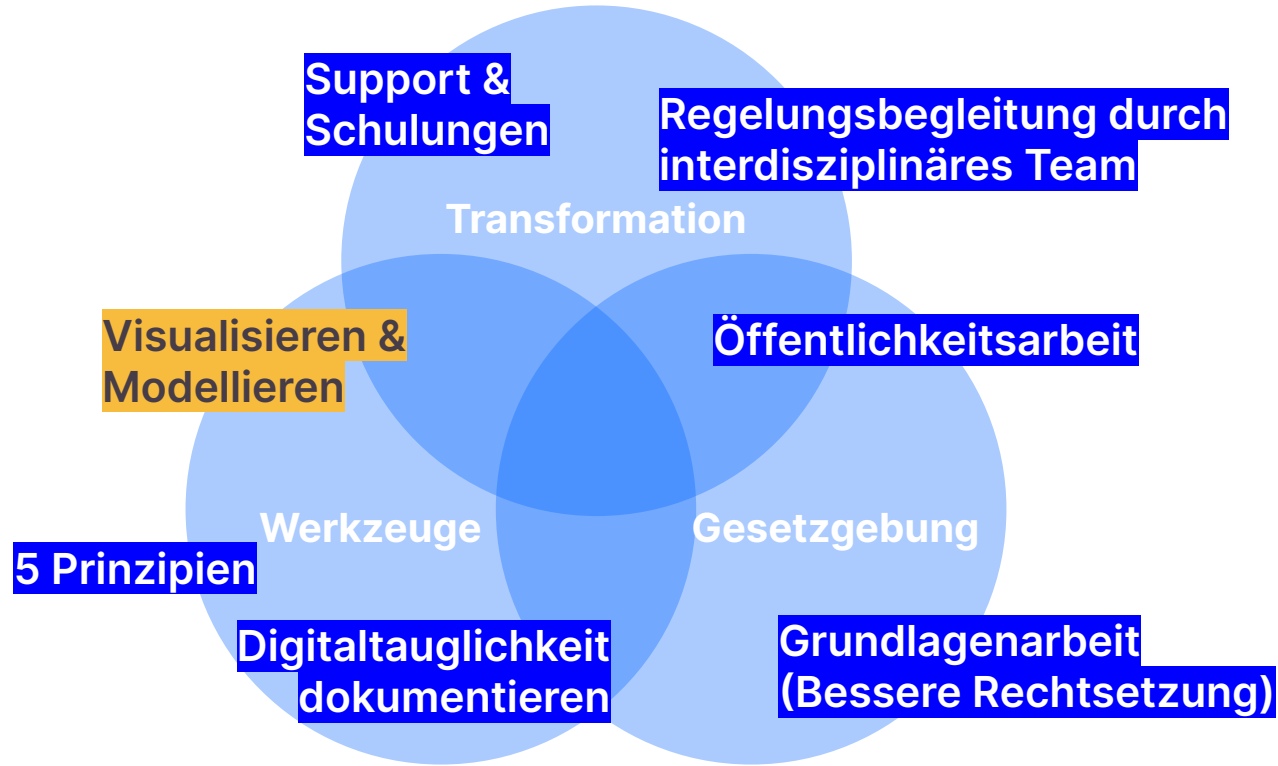 Support &
Schulungen
Regelungsbegleitung durch
interdisziplinäres Team
Transformation
Visualisieren &
Modellieren
Öffentlichkeitsarbeit
Werkzeuge
Gesetzgebung
5 Prinzipien
Digitaltauglichkeit
dokumentieren
Grundlagenarbeit
(Bessere Rechtsetzung)